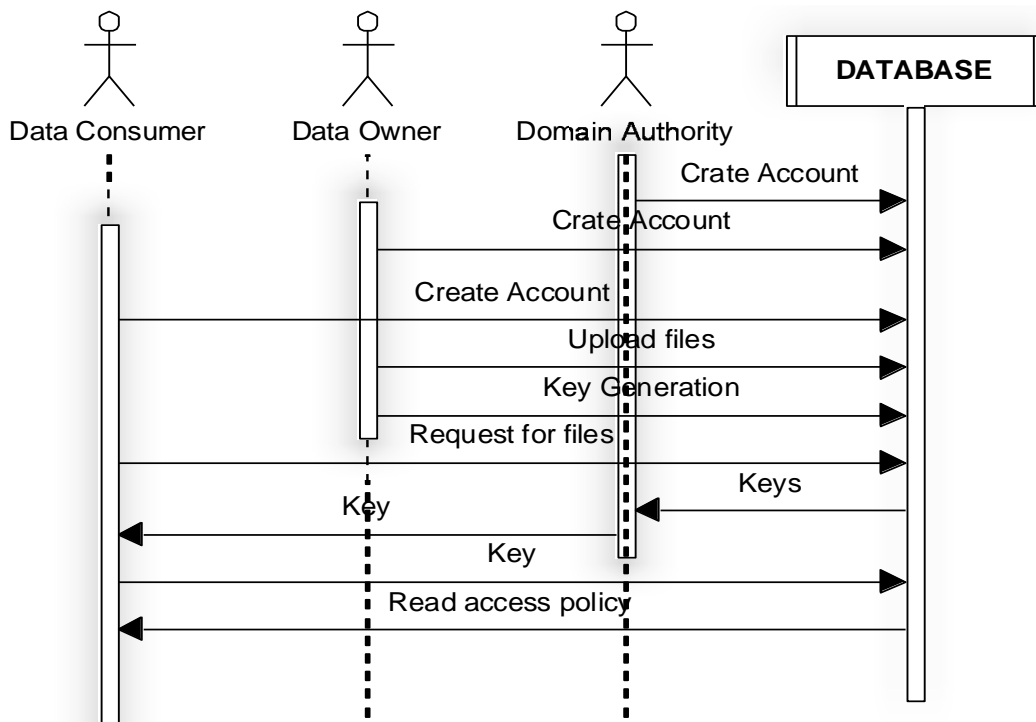 DATABASE
Data Consumer
Data Owner
Domain Authority
Crate Account
Crate Account
Create Account
Upload files
Key Generation
Request for files
Keys
Key
Key
Read access policy